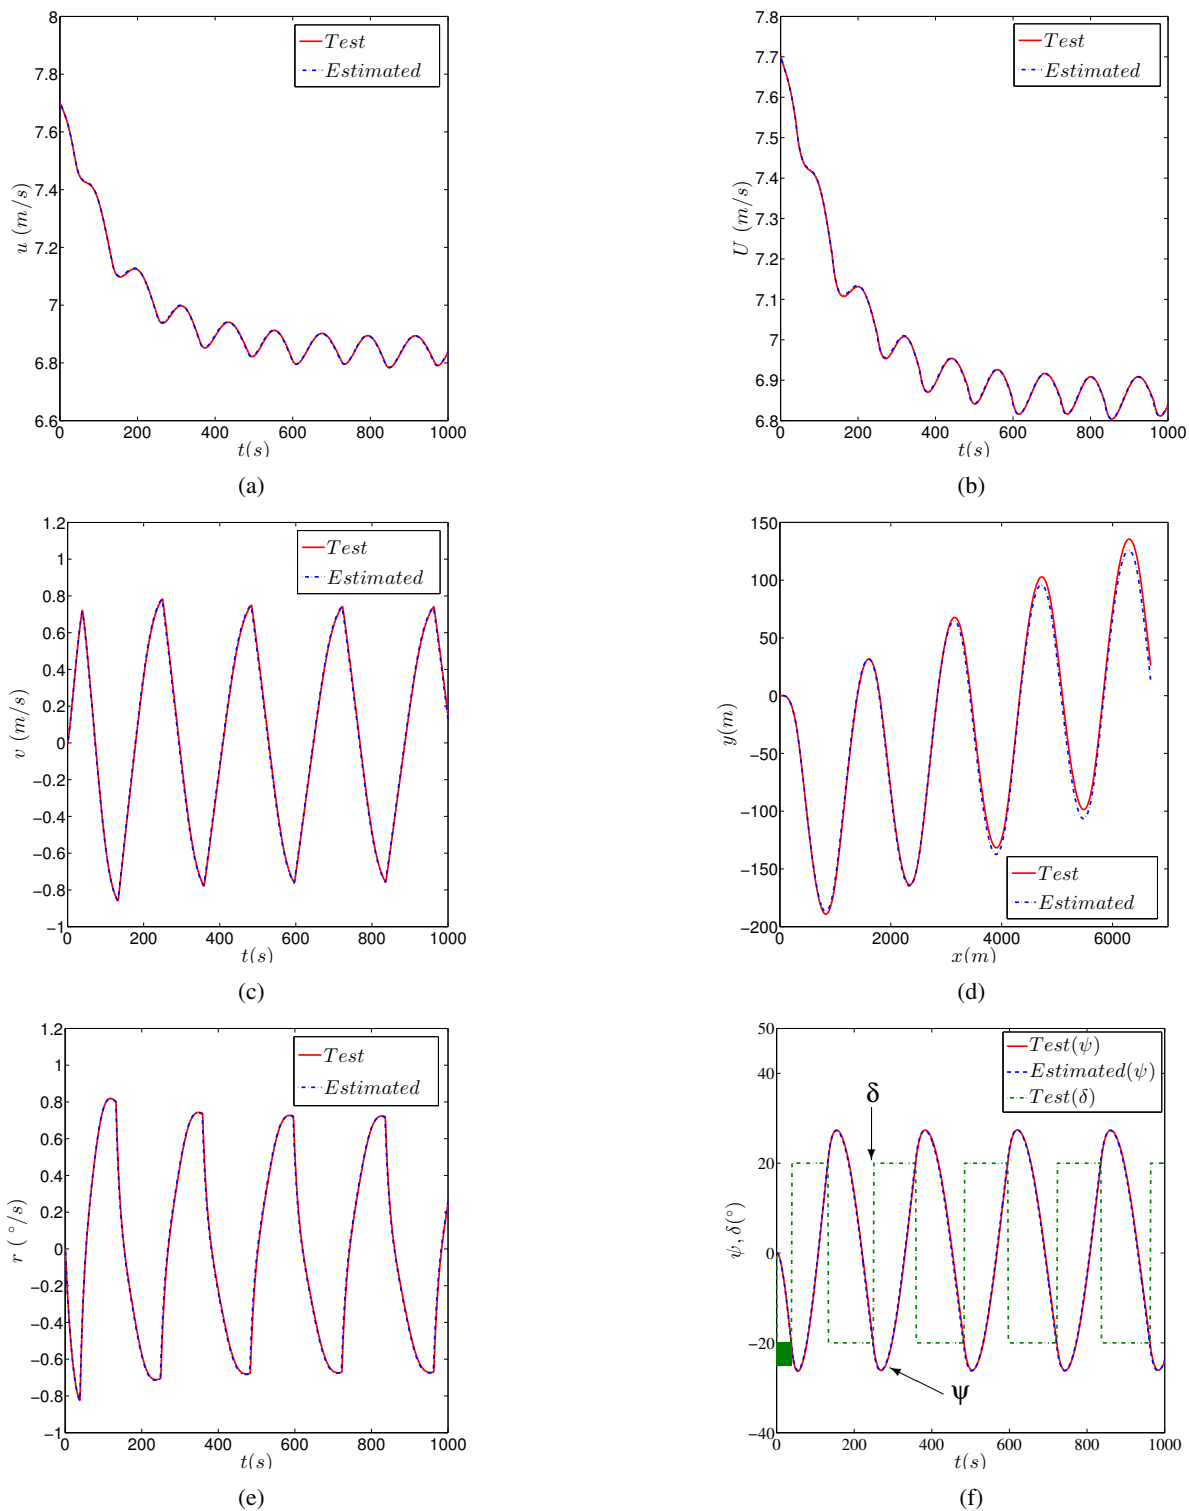 8
7.8
7.6
7.4
7.2
7
6.8
6.6
0 200 400 600 800 1000
u (m/s)
t(s)
Test
Estimated
(a)
7.8
7.7
7.6
7.5
7.4
7.3
7.2
7.1
7
6.9
6.8
0 200 400 600 800 1000
U (m/s)
t(s)
Test
Estimated
(b)
1.2
1
0.8
0.6
0.4
0.2
0
−0.2
−0.4
−0.6
−0.8
−1
0 200 400 600 800 1000
v (m/s)
t(s)
Test
Estimated
(c)
150
100
50
0
−50
−100
−150
−200
0 2000 4000 6000
y(m)
x(m)
Test
Estimated
(d)
1.2
1
0.8
0.6
0.4
0.2
0
−0.2
−0.4
−0.6
−0.8
−1
0 200 400 600 800 1000
r ( °/s)
t(s)
Test
Estimated
(e)
50
40
20
0
−20
−40
0 200 400 600 800 1000
ψ, δ(°)
t(s)
Test(ψ)
Estimated(ψ)
Test(δ)
δ
ψ
(f)